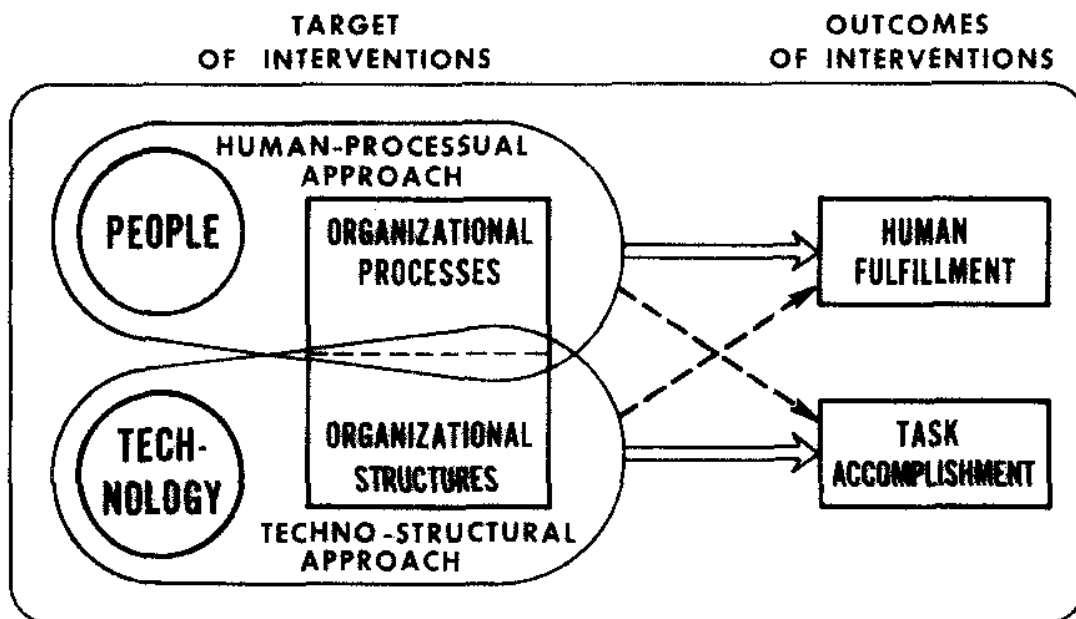 TARGET
OF INTERVENTIONS
OUTCOMES
OF INTERVENTIONS
HUMAN-PROCESSUAL
APPROACH
PEOPLE
ORGANIZATIONAL
PROCESSES
HUMAN
FULFILLMENT
TECH-
NOLOGY
ORGANIZATIONAL
STRUCTURES
TASK
ACCOMPLISHMENT
TECHNO-STRUCTURAL
APPROACH